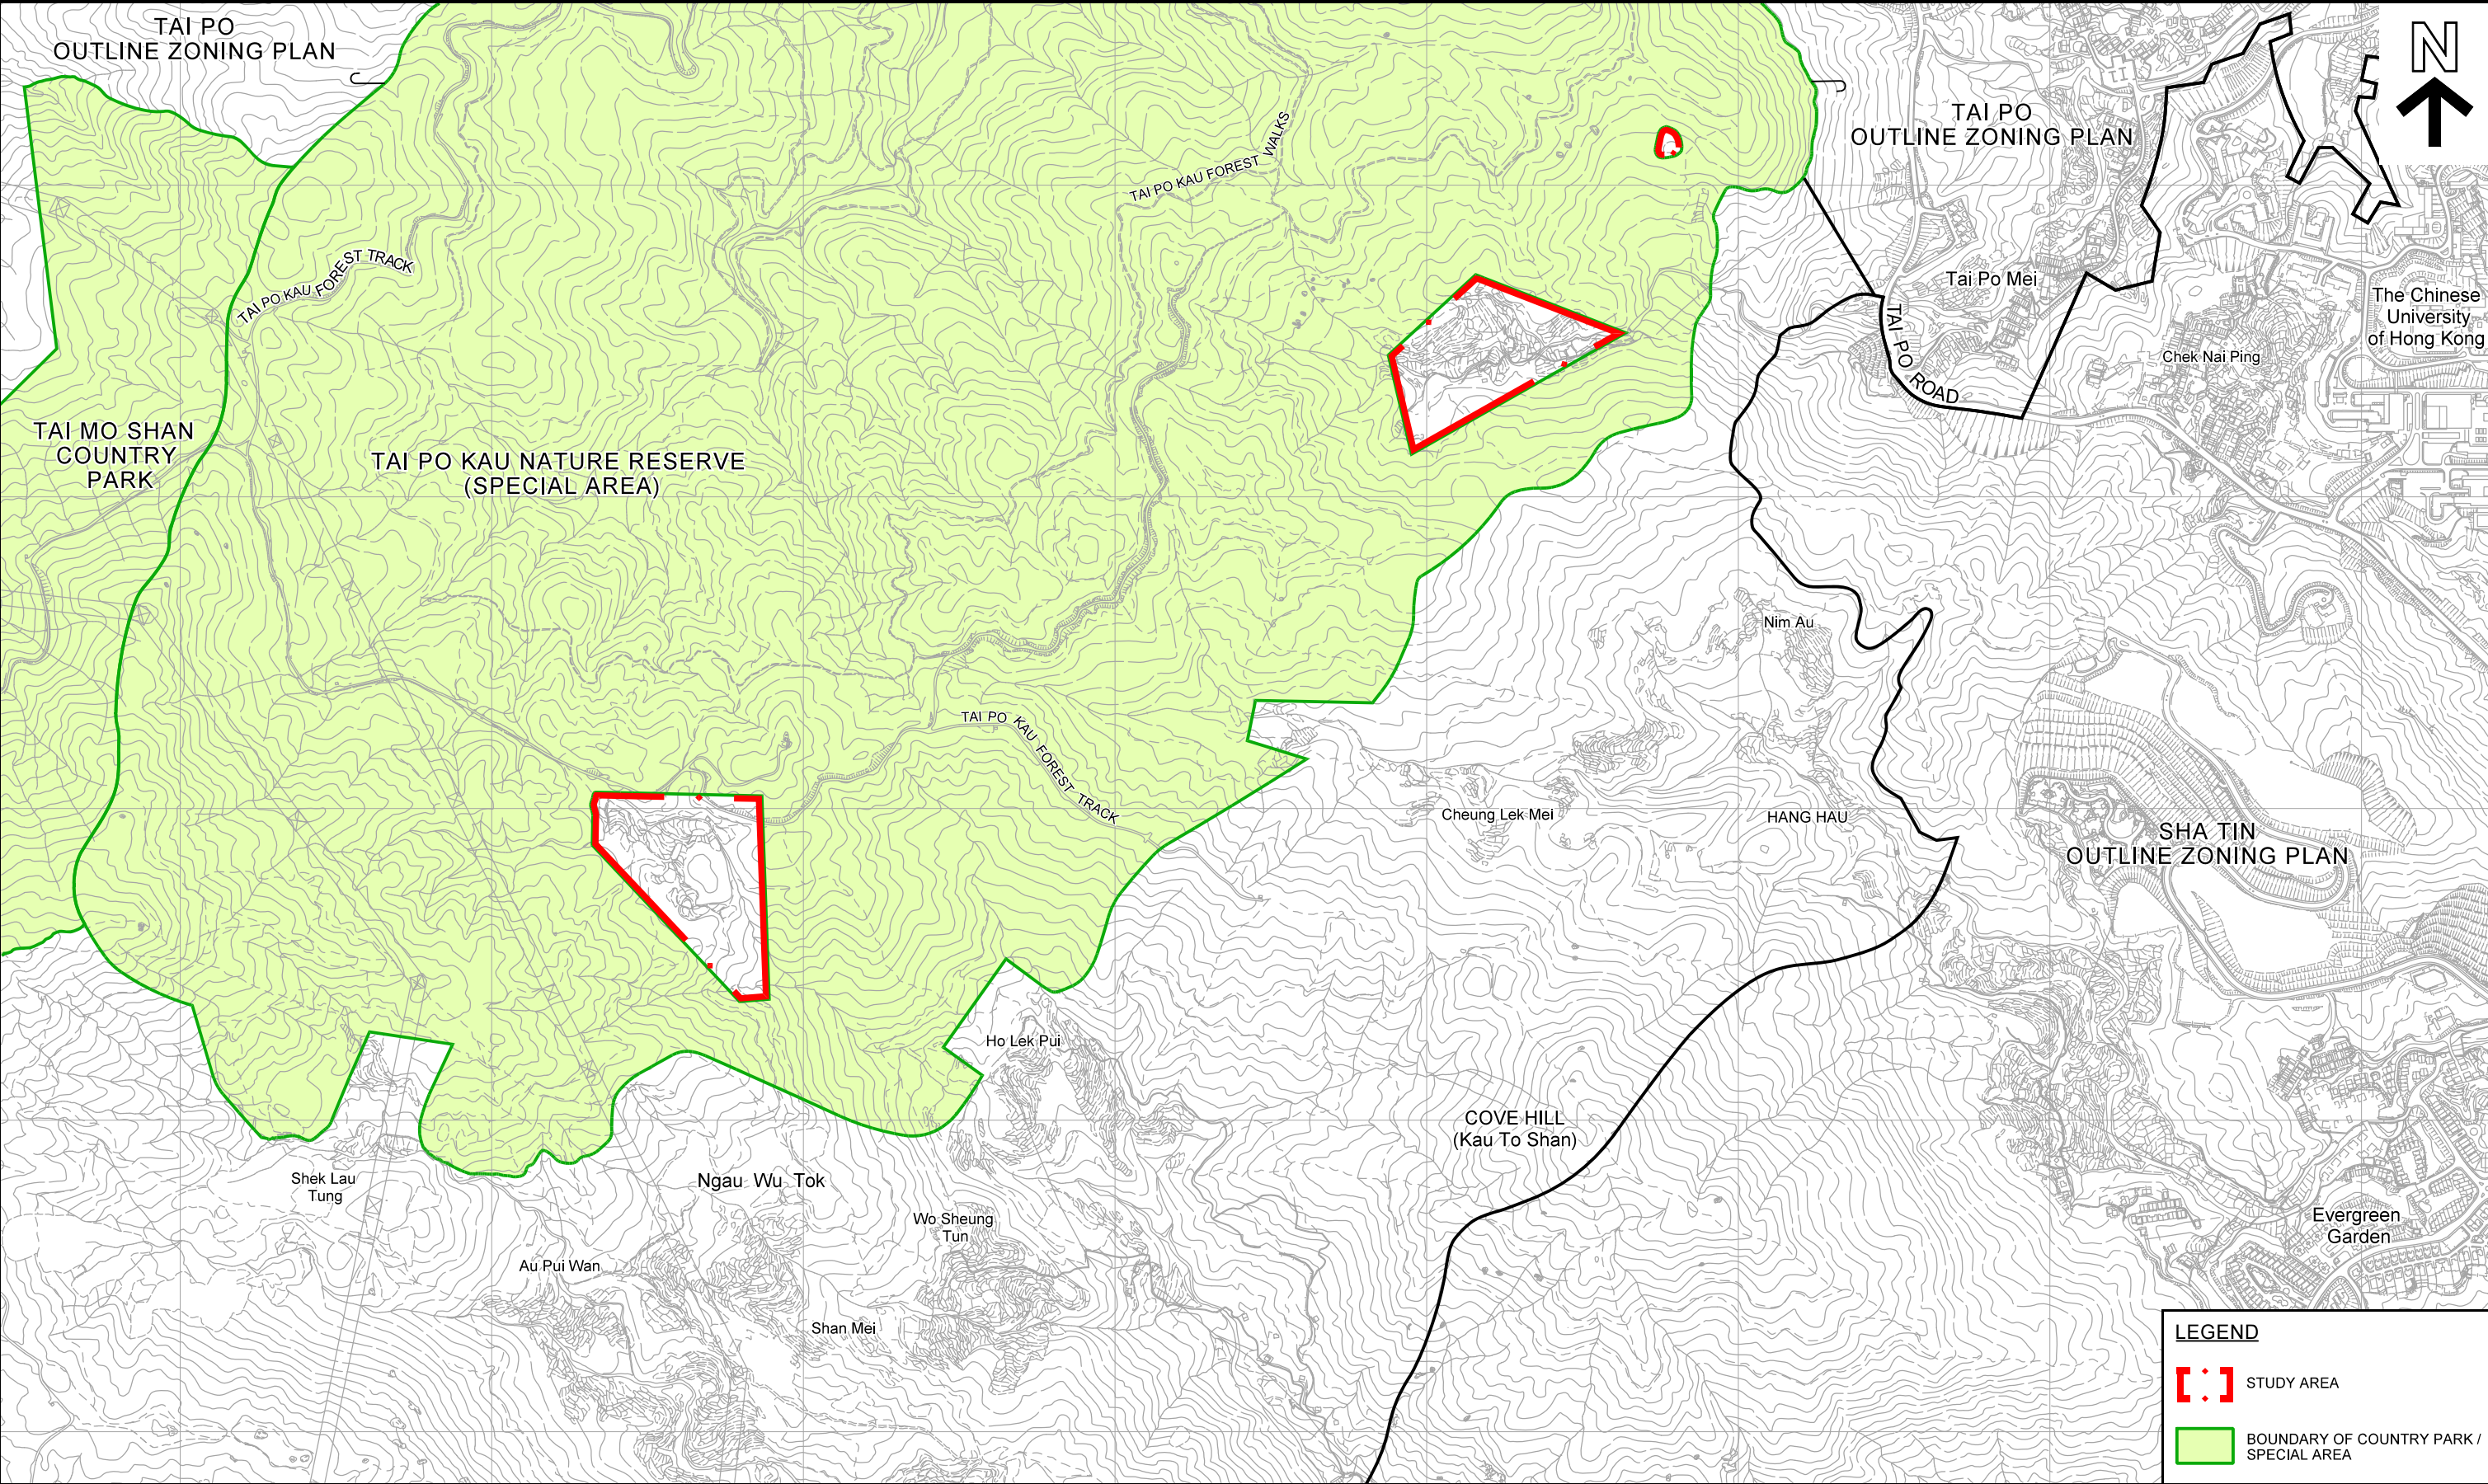 TAI PO
OUTLINE ZONING PLAN
N
TAI PO
OUTLINE ZONING PLAN
TAI PO KAU FOREST WALKS
TAI PO KAU FOREST TRACK
Tai Po Mei
The Chinese
University
of Hong Kong
TAI PO ROAD
Chek Nai Ping
TAI MO SHAN
COUNTRY
PARK
TAI PO KAU NATURE RESERVE
(SPECIAL AREA)
Nim Au
TAI PO KAU FOREST TRACK
Cheung Lek Mei
HANG HAU
SHA TIN
OUTLINE ZONING PLAN
Ho Lek Pui
COVE HILL
(Kau To Shan)
Shek Lau
Tung
Ngau Wu Tok
Wo Sheung
Tun
Evergreen
Garden
Au Pui Wan
Shan Mei
LEGEND
STUDY AREA
BOUNDARY OF COUNTRY PARK /
SPECIAL AREA